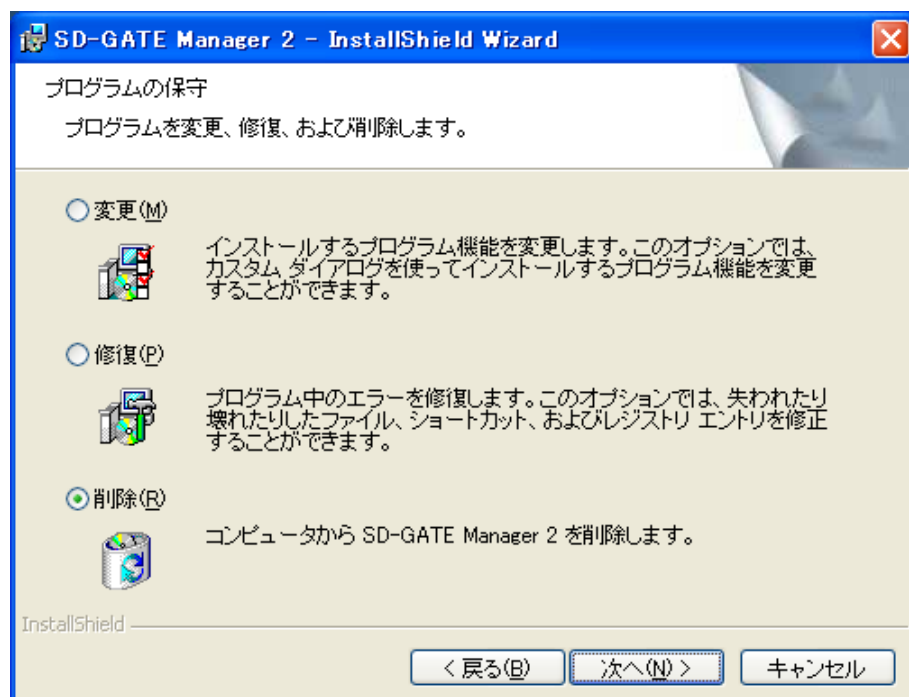 SD-GATE Manager 2 - InstallShield Wizard
プログラムの保守
プログラムを変更、修復、および削除します。
変更(M)
インストールするプログラム機能を変更します。このオプションでは、
カスタム ダイアログを使ってインストールするプログラム機能を変更
することができます。
修復(P)
プログラム中のエラーを修復します。このオプションでは、失われたり
壊れたりしたファイル、ショートカット、およびレジストリ エントリを修正
することができます。
削除(R)
コンピュータから SD-GATE Manager 2 を削除します。
InstallShield
< 戻る(B) 次へ(N) > キャンセル